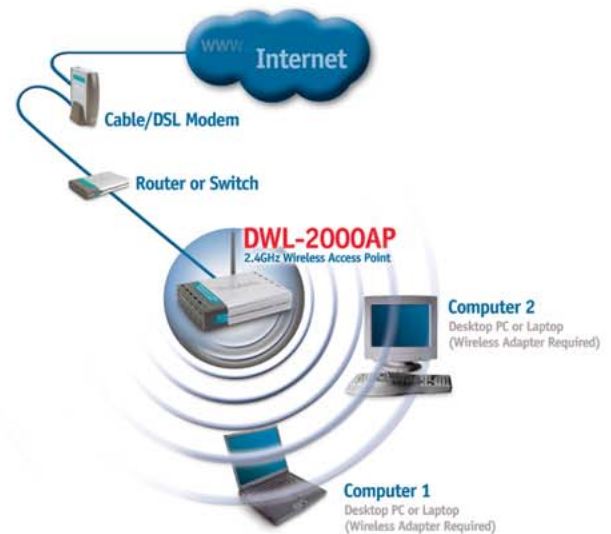 www Internet
Cable/DSL Modem
Router or Switch
DWL-2000AP
2.4GHz Wireless Access Point
Computer 2
Desktop PC or Laptop
(Wireless Adapter Required)
Computer 1
Desktop PC or Laptop
(Wireless Adapter Required)